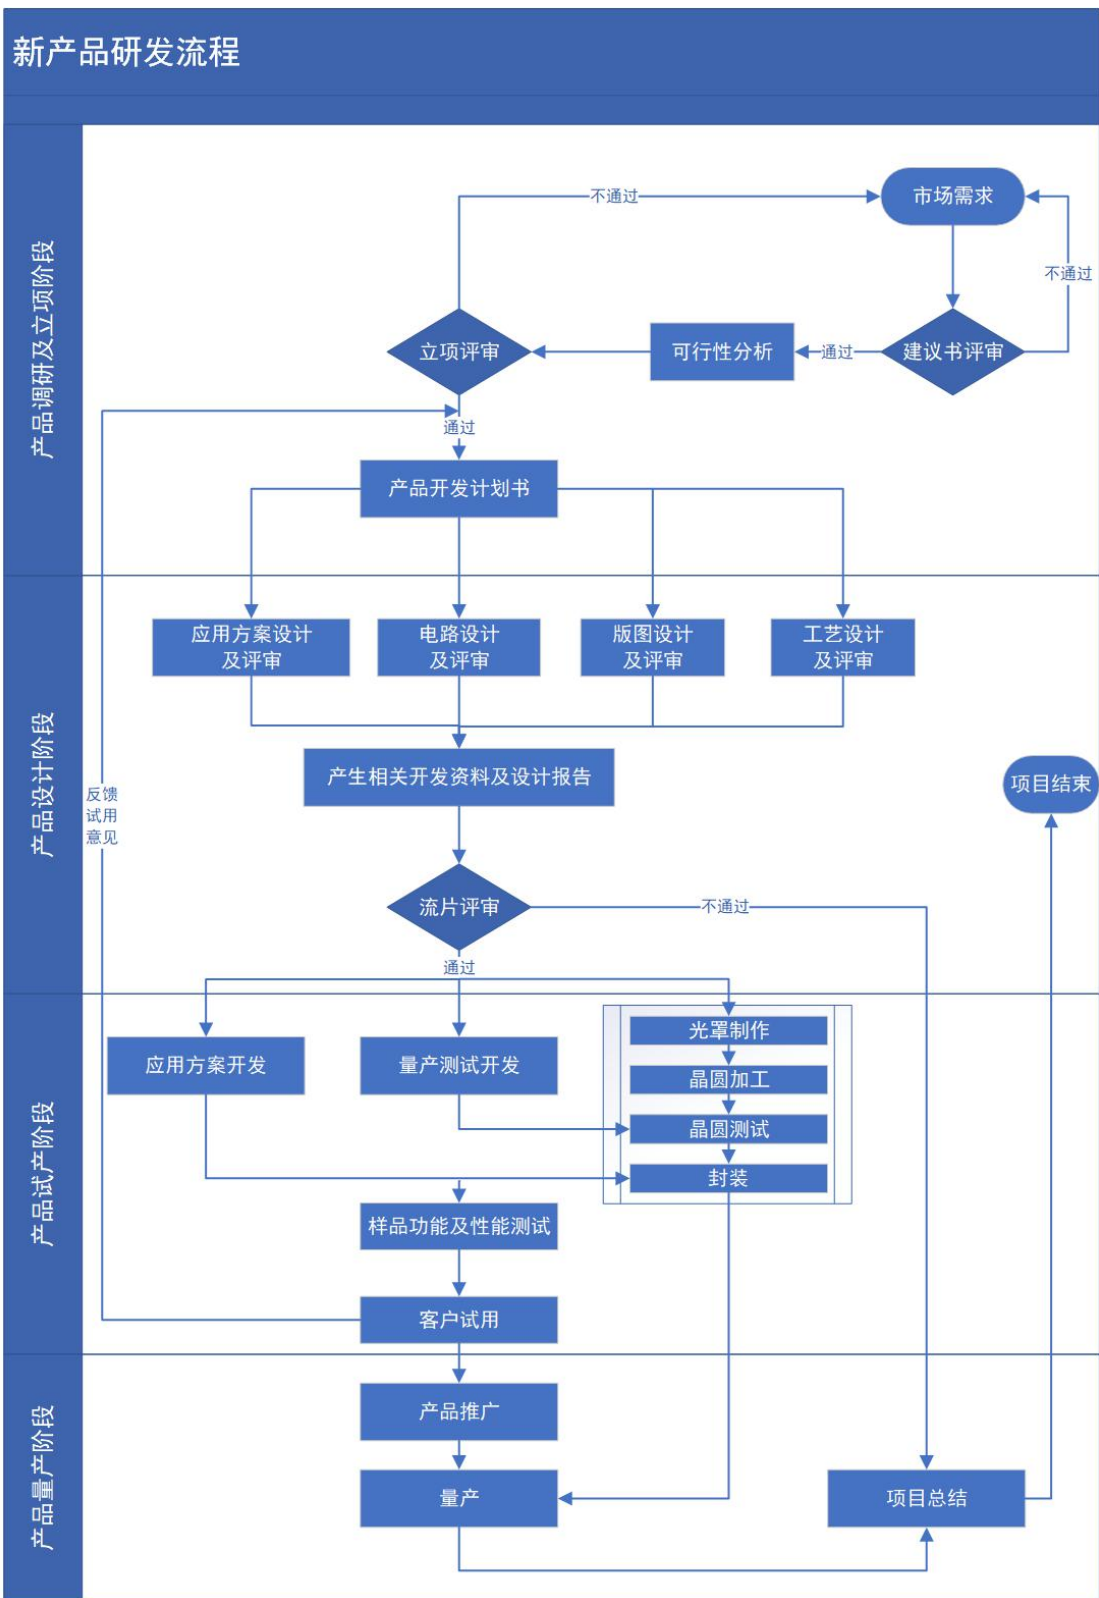 新产品研发流程
产品调研及立项阶段
市场需求
不通过
不通过
建议书评审
通过
可行性分析
立项评审
通过
产品开发计划书
产品设计阶段
应用方案设计
及评审
电路设计
及评审
版图设计
及评审
工艺设计
及评审
产生相关开发资料及设计报告
项目结束
反馈
试用
意见
流片评审
不通过
通过
产品试产阶段
应用方案开发
量产测试开发
光罩制作
晶圆加工
晶圆测试
封装
样品功能及性能测试
客户试用
产品量产阶段
产品推广
量产
项目总结